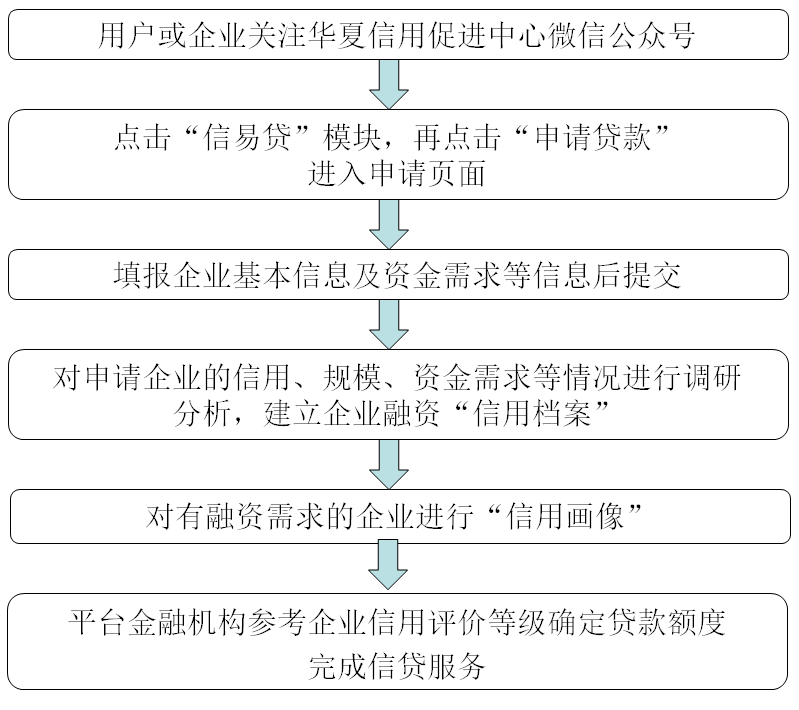 用户或企业关注华夏信用促进中心微信公众号
点击“信易贷”模块，再点击“申请贷款”
进入申请页面
填报企业基本信息及资金需求等信息后提交
对申请企业的信用、规模、资金需求等情况进行调研
分析，建立企业融资“信用档案”
对有融资需求的企业进行“信用画像”
平台金融机构参考企业信用评价等级确定贷款额度
完成信贷服务